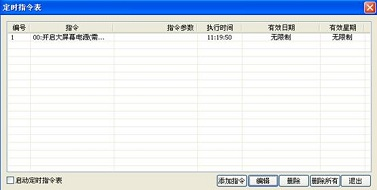 定时指令表
编号 指令 指令参数 执行时间 有效日期 有效星期
1 00:开启大屏幕电源(需... 11:19:50 无限制 无限制
启动定时指令表 添加指令 编辑 删除 删除所有 退出